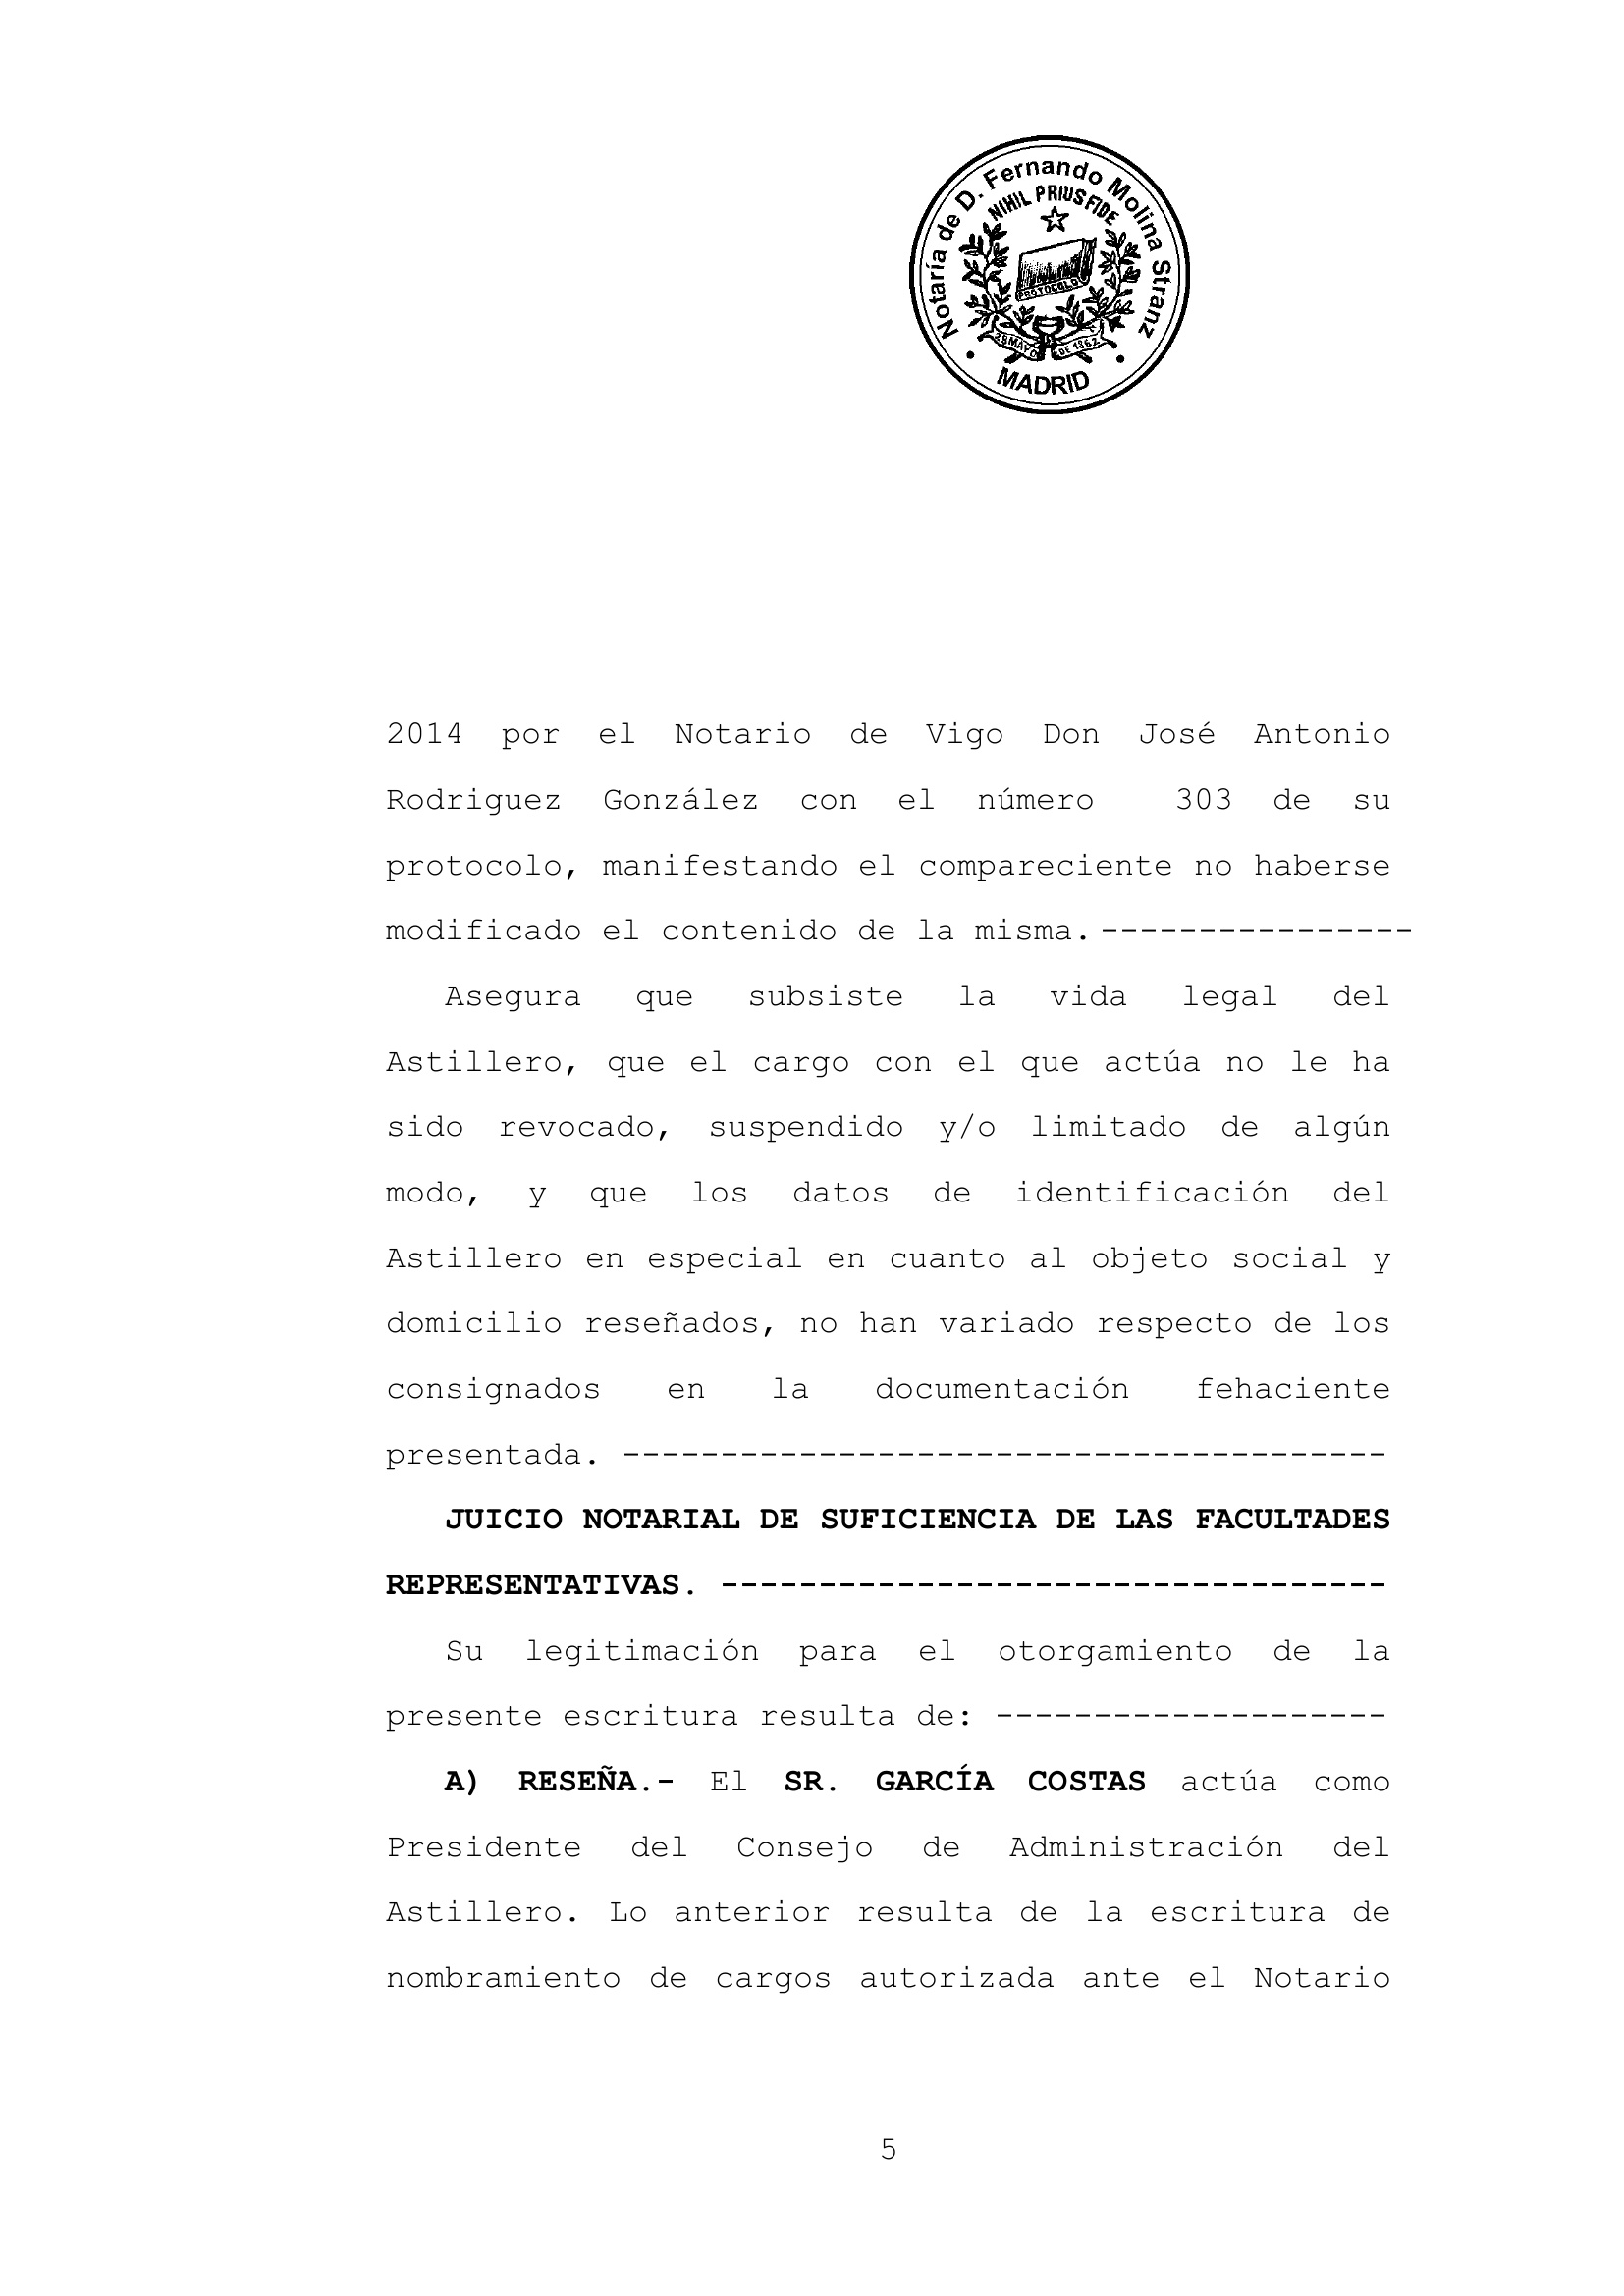 Notaría de D. Fernando Molina Stranz
NIHIL PRIUS FIDE
PROTOCOLO
28 MAYO DE 1862
MADRID
2014 por el Notario de Vigo Don José Antonio
Rodriguez González con el número 303 de su
protocolo, manifestando el compareciente no haberse
modificado el contenido de la misma. ----------------
Asegura que subsiste la vida legal del
Astillero, que el cargo con el que actúa no le ha
sido revocado, suspendido y/o limitado de algún
modo, y que los datos de identificación del
Astillero en especial en cuanto al objeto social y
domicilio reseñados, no han variado respecto de los
consignados en la documentación fehaciente
presentada. ---------------------------------------
JUICIO NOTARIAL DE SUFICIENCIA DE LAS FACULTADES
REPRESENTATIVAS. ----------------------------------
Su legitimación para el otorgamiento de la
presente escritura resulta de: --------------------
A) RESEÑA.- El SR. GARCÍA COSTAS actúa como
Presidente del Consejo de Administración del
Astillero. Lo anterior resulta de la escritura de
nombramiento de cargos autorizada ante el Notario
5